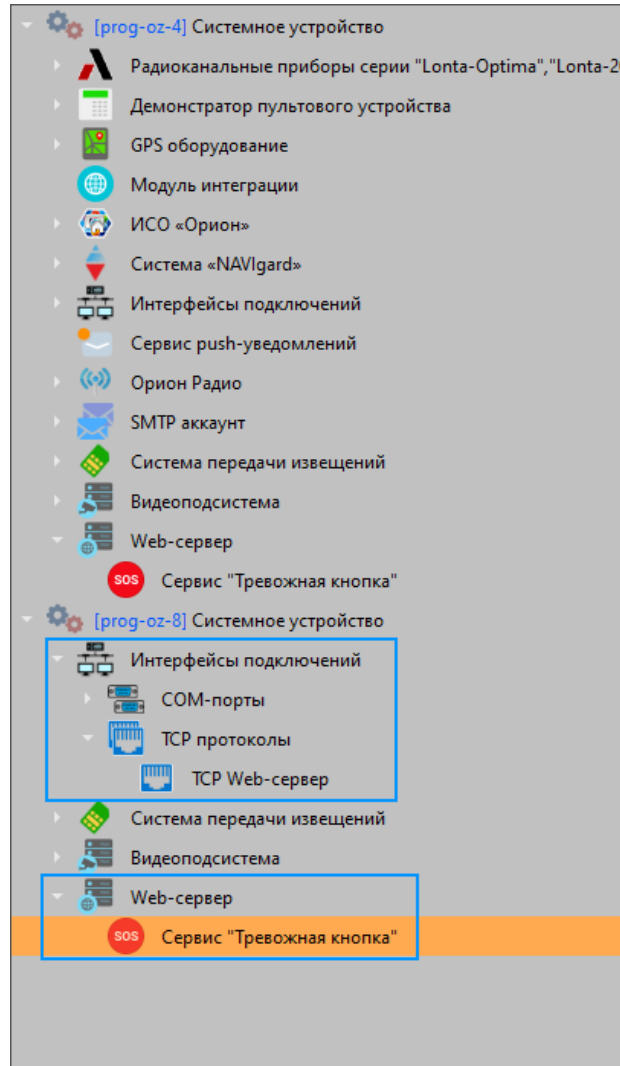 [prog-oz-4] Системное устройство
Радиоканальные приборы серии "Lonta-Optima","Lonta-2
Демонстратор пультового устройства
GPS оборудование
Модуль интеграции
ИСО «Орион»
Система «NAVIgard»
Интерфейсы подключений
Сервис push-уведомлений
Орион Радио
SMTP аккаунт
Система передачи извещений
Видеоподсистема
Web-сервер
SOS Сервис "Тревожная кнопка"
[prog-oz-8] Системное устройство
Интерфейсы подключений
COM-порты
TCP протоколы
TCP Web-сервер
Система передачи извещений
Видеоподсистема
Web-сервер
SOS Сервис "Тревожная кнопка"